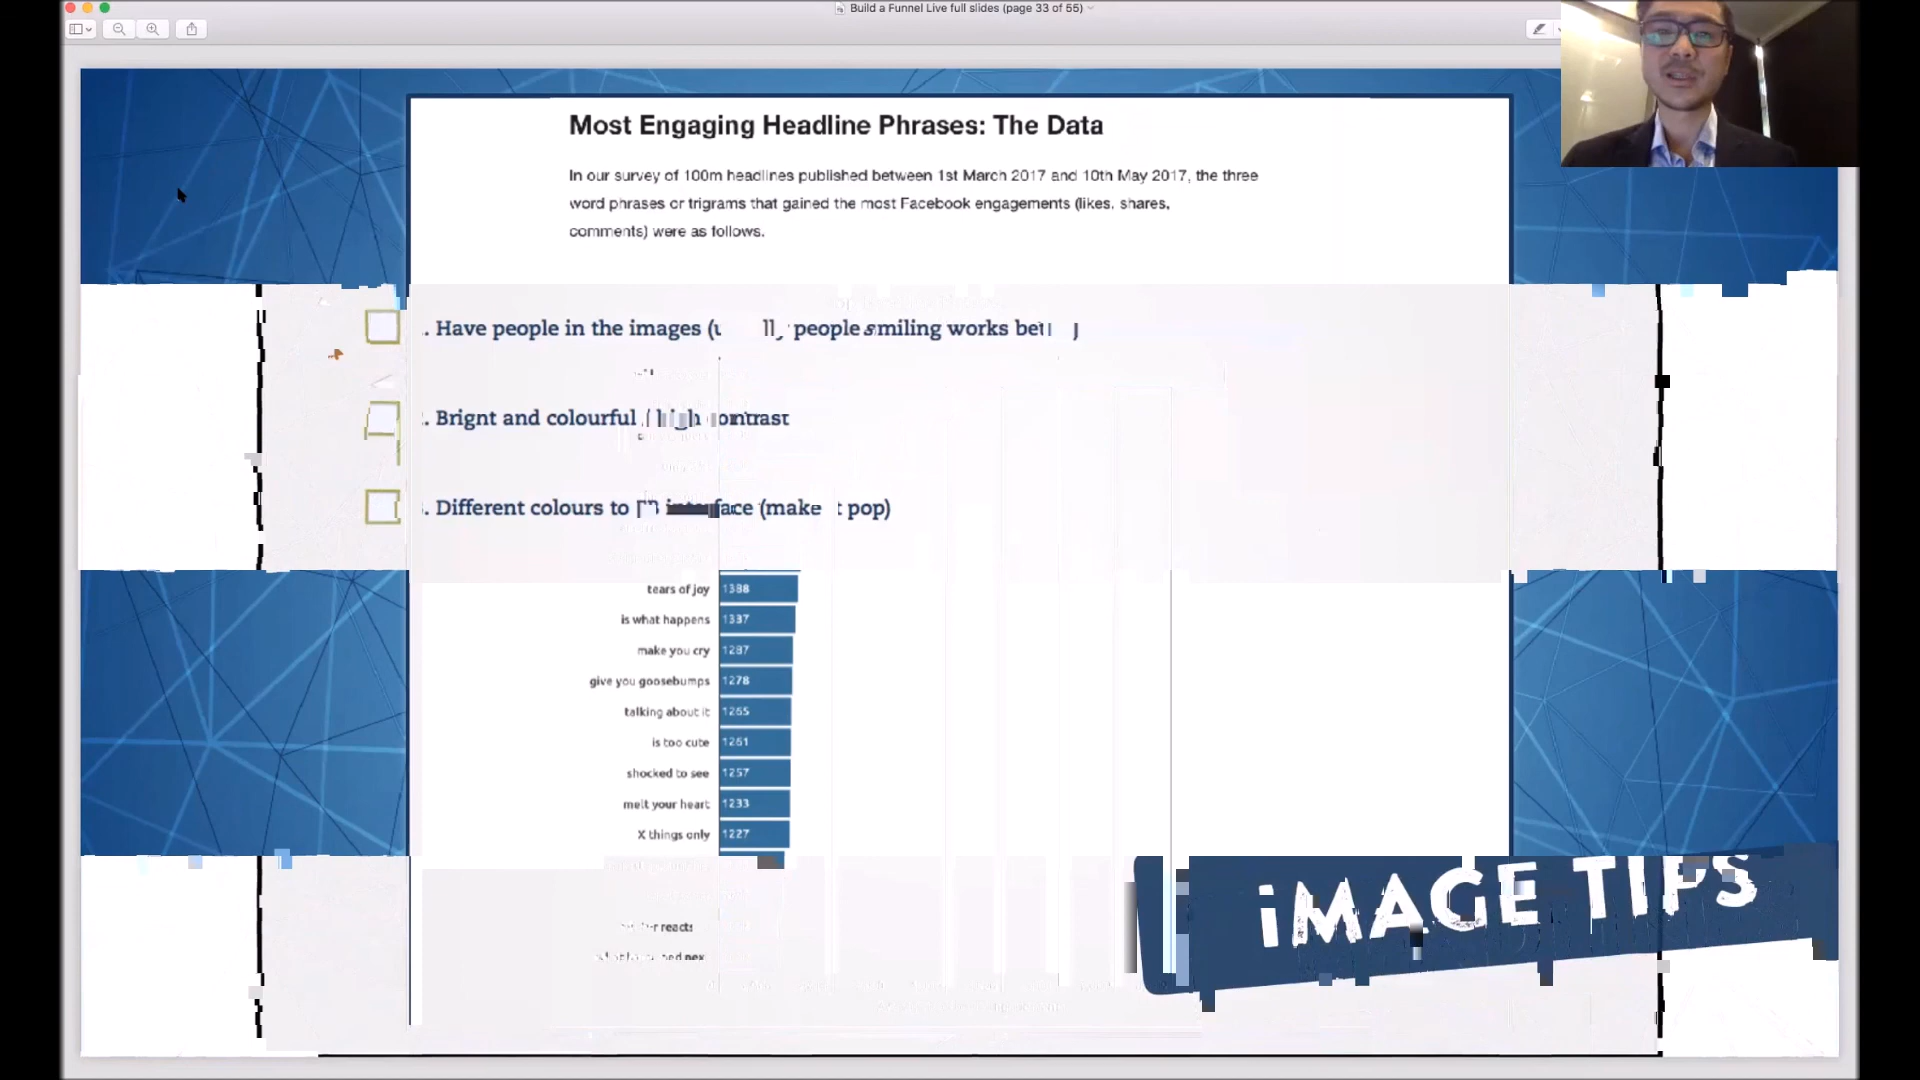 Build a Funnel Live full slides (page 33 of 55)
Most Engaging Headline Phrases: The Data
In our survey of 100m headlines published between 1st March 2017 and 10th May 2017, the three
word phrases or trigrams that gained the most Facebook engagements (likes, shares,
comments) were as follows.
. Have people in the images ( people smiling works
. Bright and colourful / high contrast
. Different colours to interface (make pop)
tears of joy 1388
is what happens 1337
make you cry 1287
give you goosebumps 1278
talking about it 1265
is too cute 1261
shocked to see 1257
melt your heart 1233
X things only 1227
reacts
iMAGE TIPS